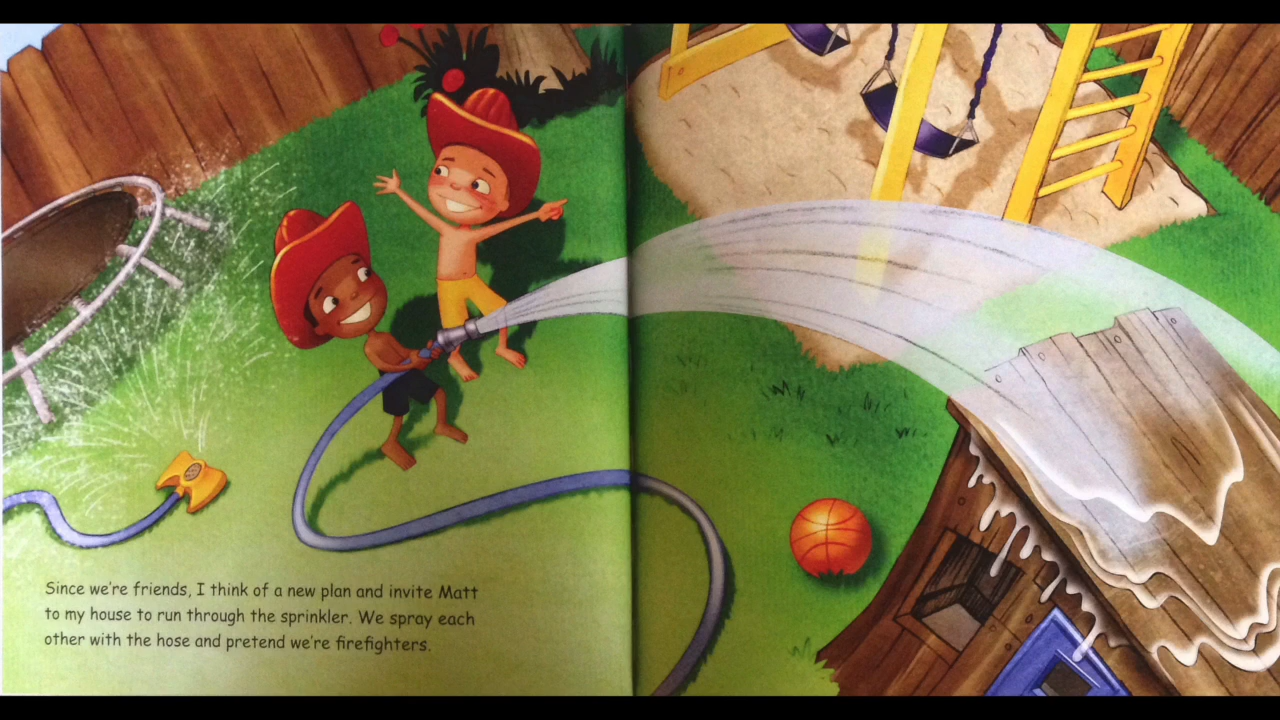 Since we're friends, I think of a new plan and invite Matt
to my house to run through the sprinkler. We spray each
other with the hose and pretend we're firefighters.